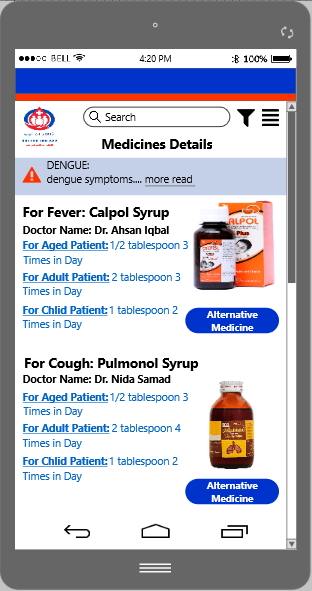 BELL 4:20 PM 100%
Search
Medicines Details
DENGUE:
dengue symptoms.... more read
For Fever: Calpol Syrup
Doctor Name: Dr. Ahsan Iqbal
For Aged Patient: 1/2 tablespoon 3
Times in Day
For Adult Patient: 2 tablespoon 3
Times in Day
For Chlid Patient: 1 tablespoon 2
Times in Day
CALPOL
Plus
Alternative
Medicine
For Cough: Pulmonol Syrup
Doctor Name: Dr. Nida Samad
For Aged Patient: 1/2 tablespoon 3
Times in Day
For Adult Patient: 2 tablespoon 4
Times in Day
For Chlid Patient: 1 tablespoon 2
Times in Day
Alternative
Medicine